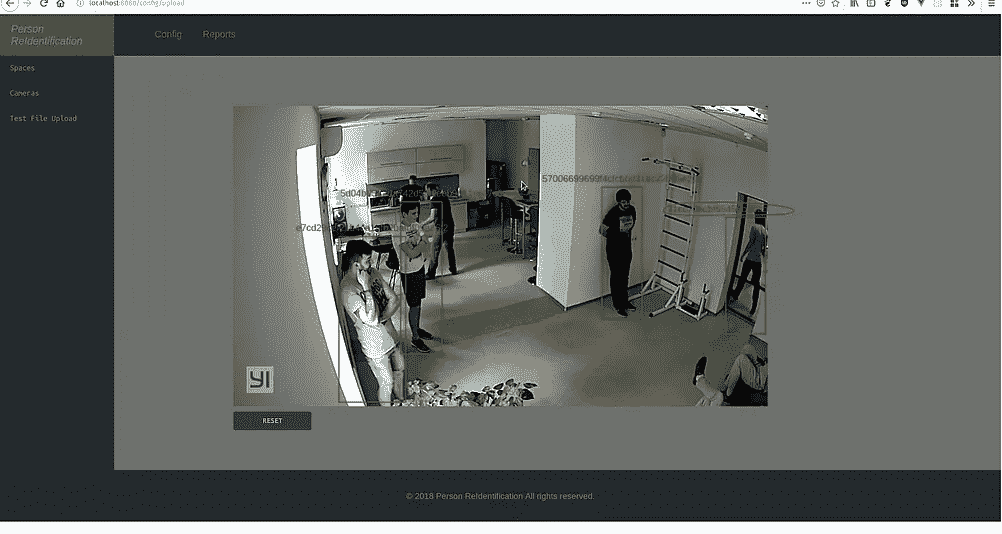 localhost:8080/config/upload
Person
ReIdentification
Config
Reports
Spaces
Cameras
Test File Upload
YI
RESET
© 2018 Person ReIdentification All rights reserved.